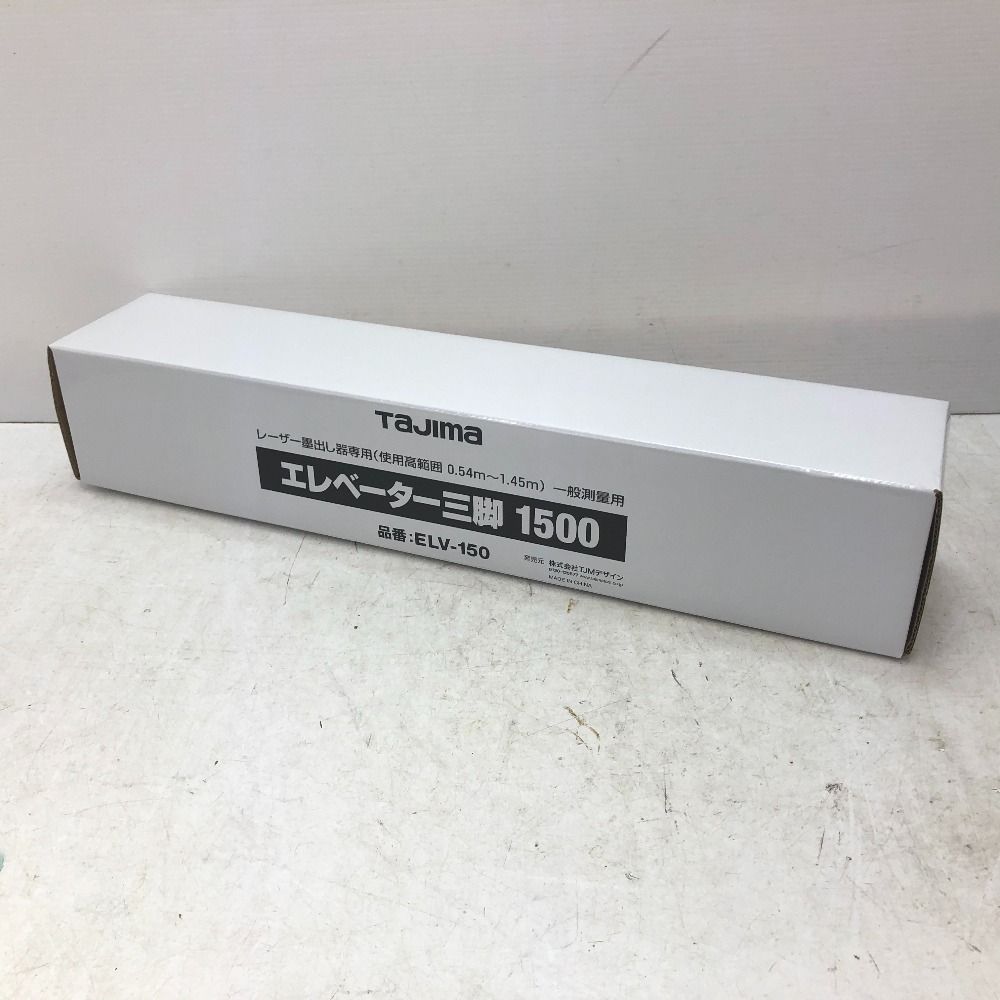 TaJIma
レーザー墨出し器専用(使用高範囲 0.54m〜1.45m) 一般測量用
エレベーター三脚 1500
品番:ELV-150
発売元 株式会社TJMデザイン
MADE IN CHINA